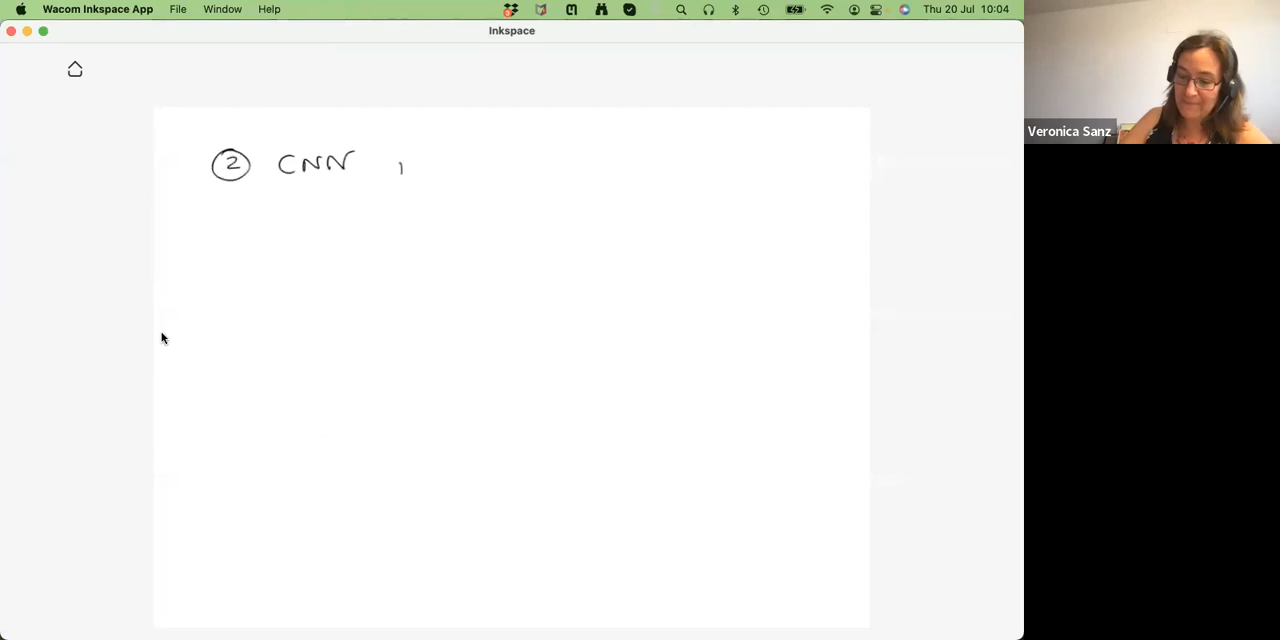 Wacom Inkspace App File Window Help Thu 20 Jul 10:04
Inkspace
Veronica Sanz
② CNN